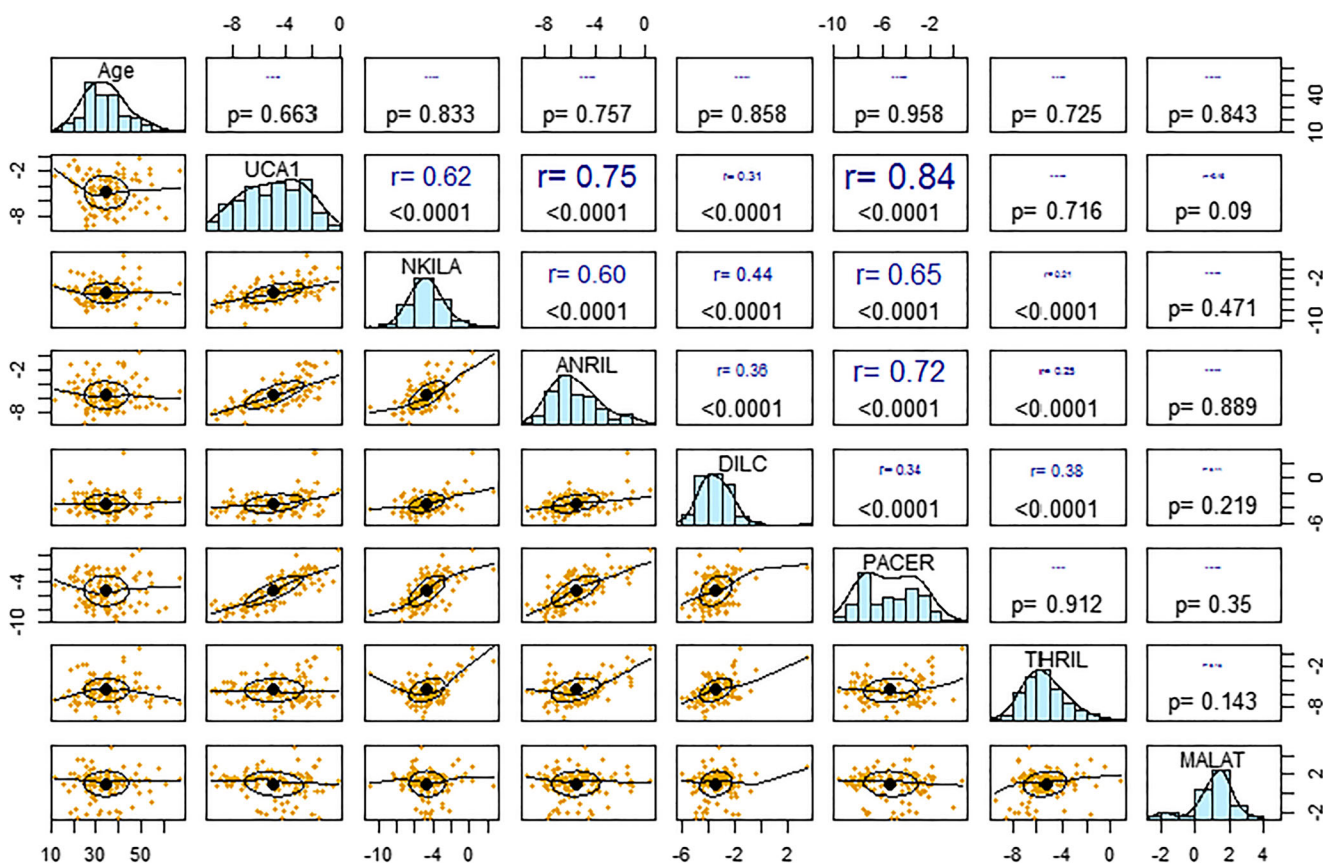 -8 -4 0 -8 -4 0 -10 -6 -2
Age
p= 0.663 p= 0.833 p= 0.757 p= 0.858 p= 0.958 p= 0.725 p= 0.843
40
10
2
-8
UCA1
r= 0.62 r= 0.75 r= 0.31 r= 0.84
<0.0001 <0.0001 <0.0001 <0.0001 p= 0.716 p= 0.09
NKILA
r= 0.60 r= 0.44 r= 0.65 r= 0.21
<0.0001 <0.0001 <0.0001 <0.0001 p= 0.471
-2
-10
-2
-8
ANRIL
r= 0.36 r= 0.72 r= 0.25
<0.0001 <0.0001 <0.0001 p= 0.889
DILC
r= 0.34 r= 0.38
<0.0001 <0.0001 p= 0.219
0
-6
-4
-10
PACER
p= 0.912 p= 0.35
THRIL
p= 0.143
-2
-8
MALAT
2
-2
10 30 50 -10 -4 0 -6 -2 2 -8 -4 0 -2 0 2 4